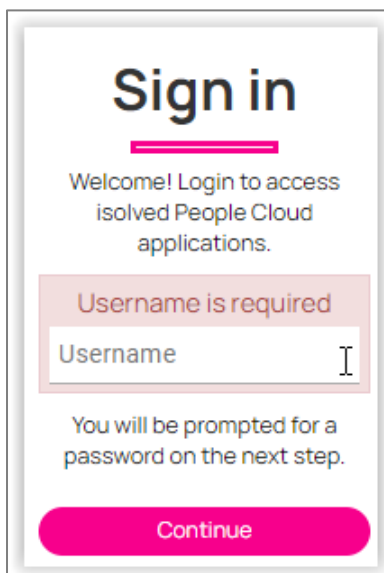 Sign in
Welcome! Login to access
isolved People Cloud
applications.
Username is required
Username
You will be prompted for a
password on the next step.
Continue